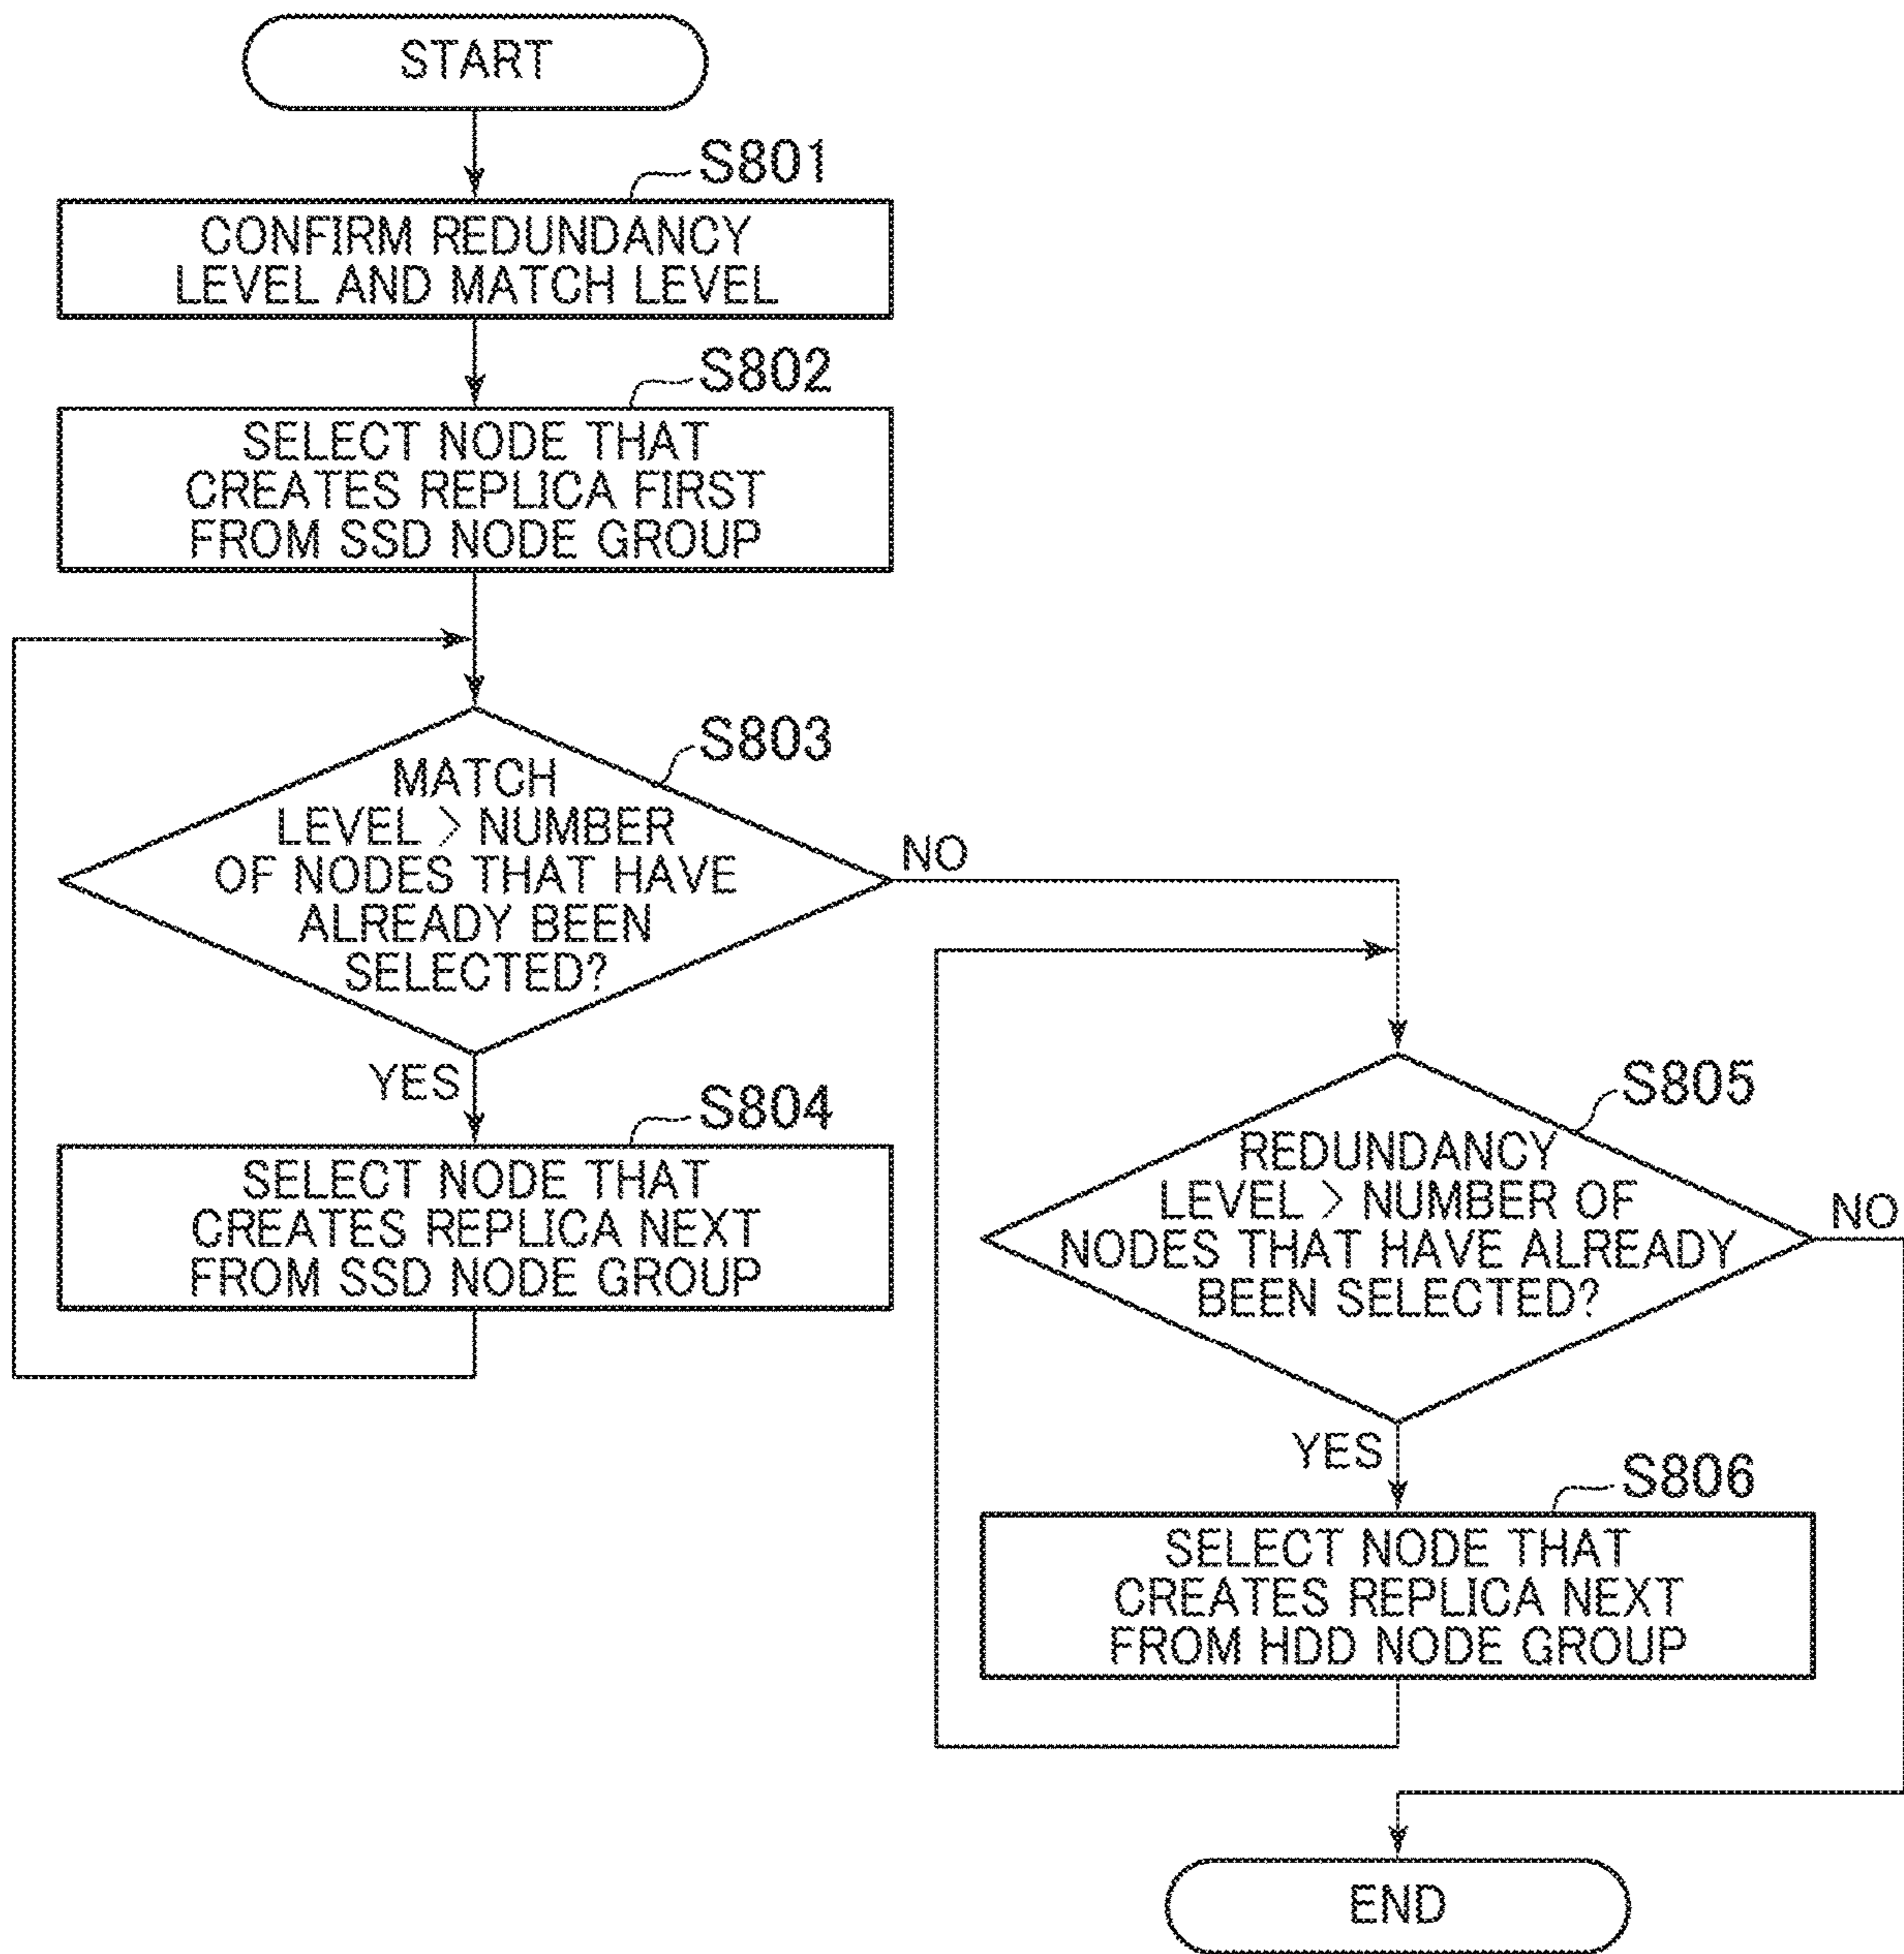 START
S801
CONFIRM REDUNDANCY
LEVEL AND MATCH LEVEL
S802
SELECT NODE THAT
CREATES REPLICA FIRST
FROM SSD NODE GROUP
S803
MATCH
LEVEL > NUMBER
OF NODES THAT HAVE
ALREADY BEEN
SELECTED?
NO
YES
S804
SELECT NODE THAT
CREATES REPLICA NEXT
FROM SSD NODE GROUP
S805
REDUNDANCY
LEVEL > NUMBER OF
NODES THAT HAVE ALREADY
BEEN SELECTED?
NO
YES
S806
SELECT NODE THAT
CREATES REPLICA NEXT
FROM HDD NODE GROUP
END